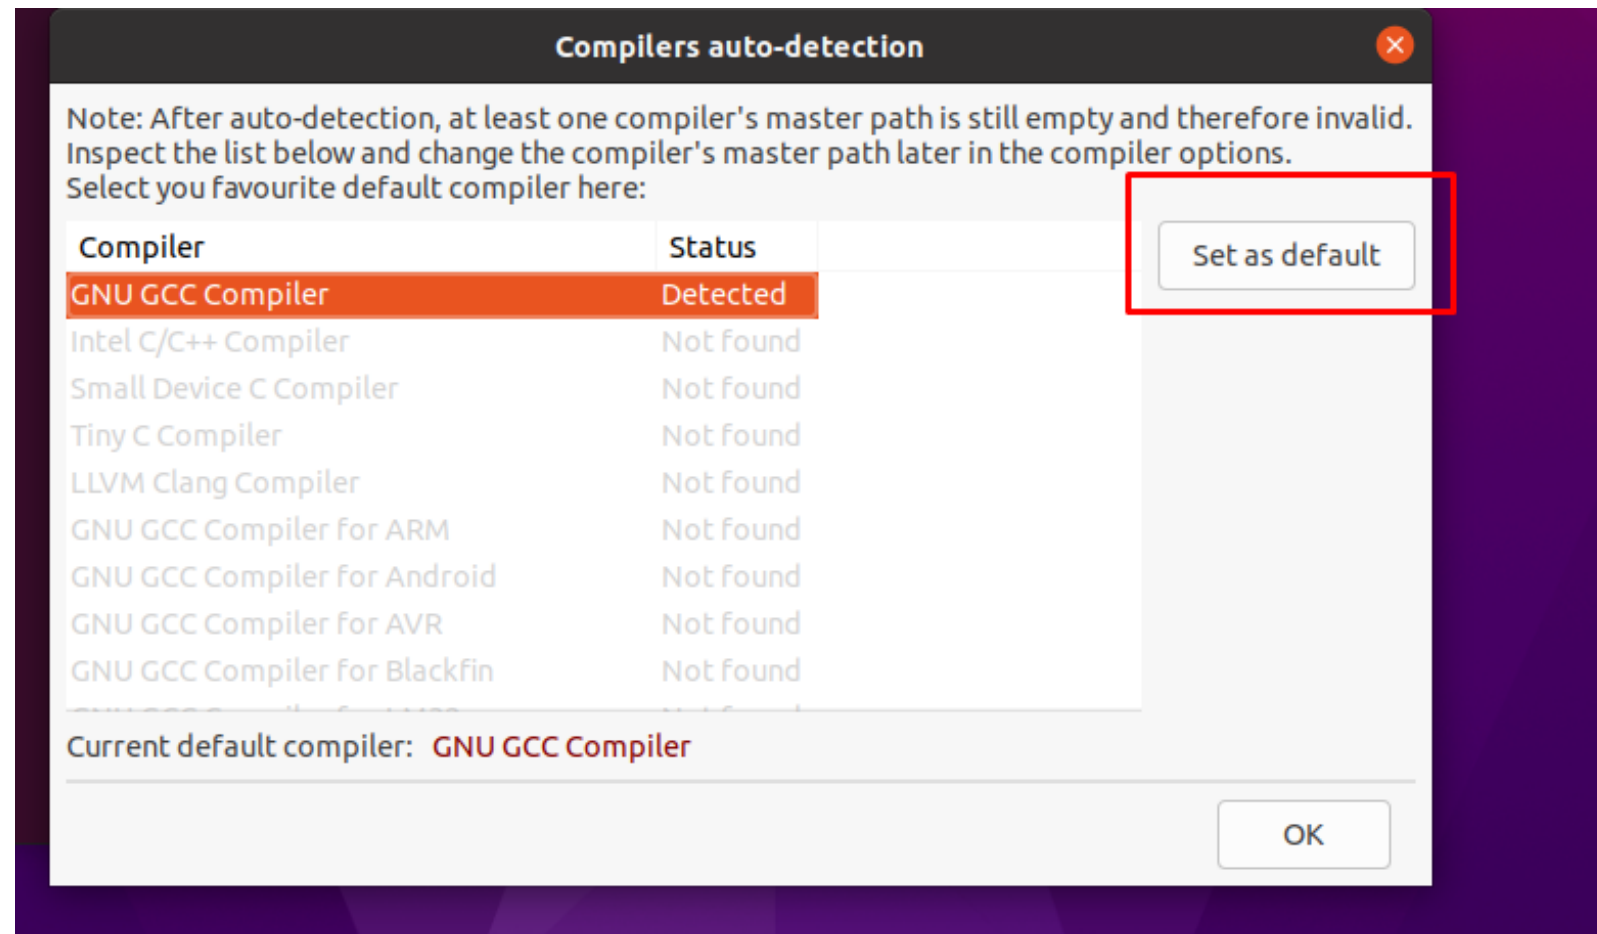 Compilers auto-detection
Note: After auto-detection, at least one compiler's master path is still empty and therefore invalid.
Inspect the list below and change the compiler's master path later in the compiler options.
Select you favourite default compiler here:
Compiler Status
Set as default
GNU GCC Compiler Detected
Intel C/C++ Compiler Not found
Small Device C Compiler Not found
Tiny C Compiler Not found
LLVM Clang Compiler Not found
GNU GCC Compiler for ARM Not found
GNU GCC Compiler for Android Not found
GNU GCC Compiler for AVR Not found
GNU GCC Compiler for Blackfin Not found
Current default compiler: GNU GCC Compiler
OK